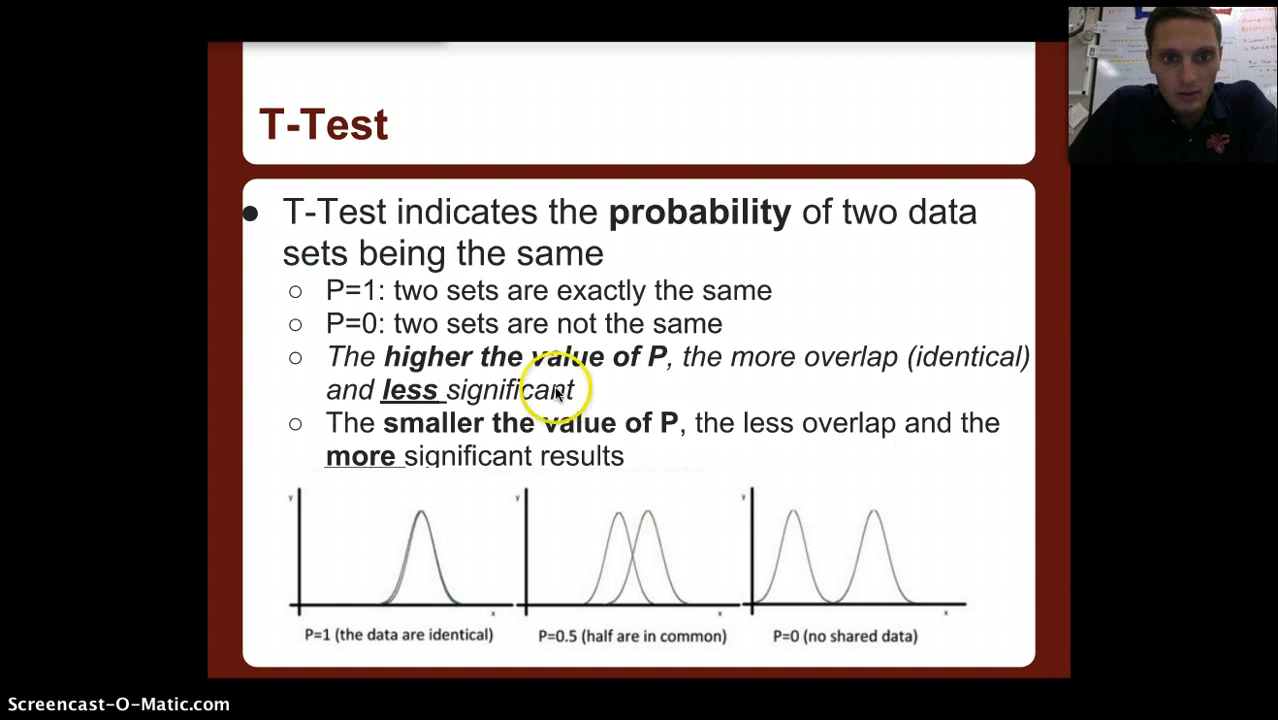 T-Test
● T-Test indicates the probability of two data
sets being the same
○ P=1: two sets are exactly the same
○ P=0: two sets are not the same
○ The higher the value of P, the more overlap (identical)
and less significant
○ The smaller the value of P, the less overlap and the
more significant results
y
y
y
x
x
x
P=1 (the data are identical)
P=0.5 (half are in common)
P=0 (no shared data)
Screencast-O-Matic.com